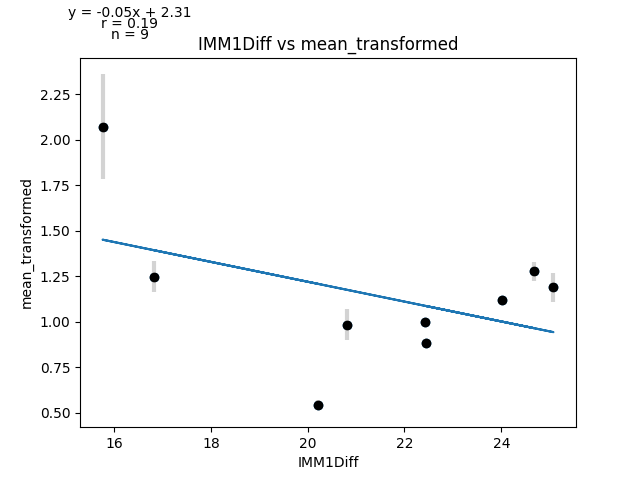 y = -0.05x + 2.31
r = 0.19
n = 9
IMM1Diff vs mean_transformed
2.25
2.00
1.75
1.50
1.25
1.00
0.75
0.50
mean_transformed
16
18
20
22
24
IMM1Diff